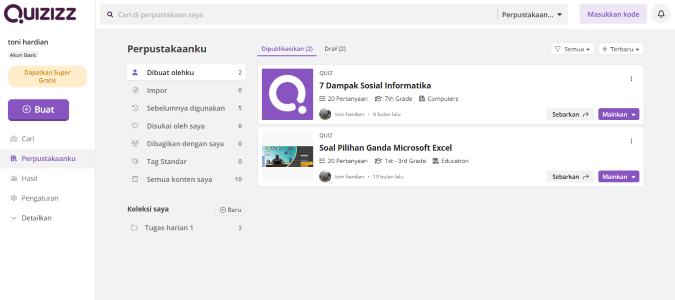 QUIZIZZ
Cari di perpustakaan saya
Perpustakaan...
Masukkan kode
toni hardian
Akun Basic
Dapatkan Super Gratis
Buat
Cari
Perpustakaanku
Hasil
Pengaturan
Detailkan
Perpustakaanku
Dibuat olehku 2
Impor 0
Sebelumnya digunakan 5
Disukai oleh saya 0
Dibagikan dengan saya 0
Tag Standar 0
Semua konten saya 10
Koleksi saya
Baru
Tugas harian 1 3
Dipublikasikan (2)
Draf (2)
Semua
Terbaru
QUIZ
7 Dampak Sosial Informatika
20 Pertanyaan 7th Grade Computers
toni hardian • 9 bulan lalu
Sebarkan
Mainkan
QUIZ
Soal Pilihan Ganda Microsoft Excel
20 Pertanyaan 1st - 3rd Grade Education
toni hardian • 10 bulan lalu
Sebarkan
Mainkan